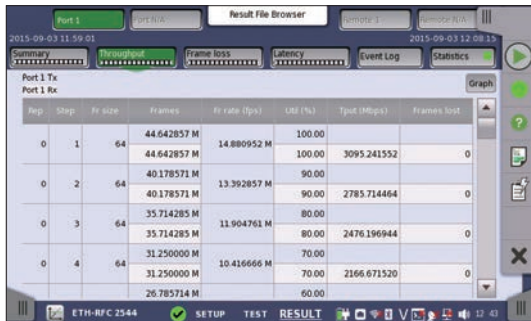 Port 1 Port N/A Result File Browser Remote 1 Remote N/A
2015-09-03 11 59 01 2015-09-03 12 08 15
Summary Throughput Frame loss Latency Event Log Statistics
Port 1 Tx
Port 1 Rx
Graph
Rep Step Fr size Frames Fr rate (fps) Util (%) Tput (Mbps) Frames lost
44.642857 M 100.00
0 1 64 14.880952 M
44.642857 M 100.00 3095.241552 0
40.178571 M 90.00
0 2 64 13.392857 M
40.178571 M 90.00 2785.714464 0
35.714285 M 80.00
0 3 64 11.904761 M
35.714285 M 80.00 2476.196944 0
31.250000 M 70.00
0 4 64 10.416666 M
31.250000 M 70.00 2166.671520 0
26.785714 M 60.00
ETH-RFC 2544 SETUP TEST RESULT 12 43